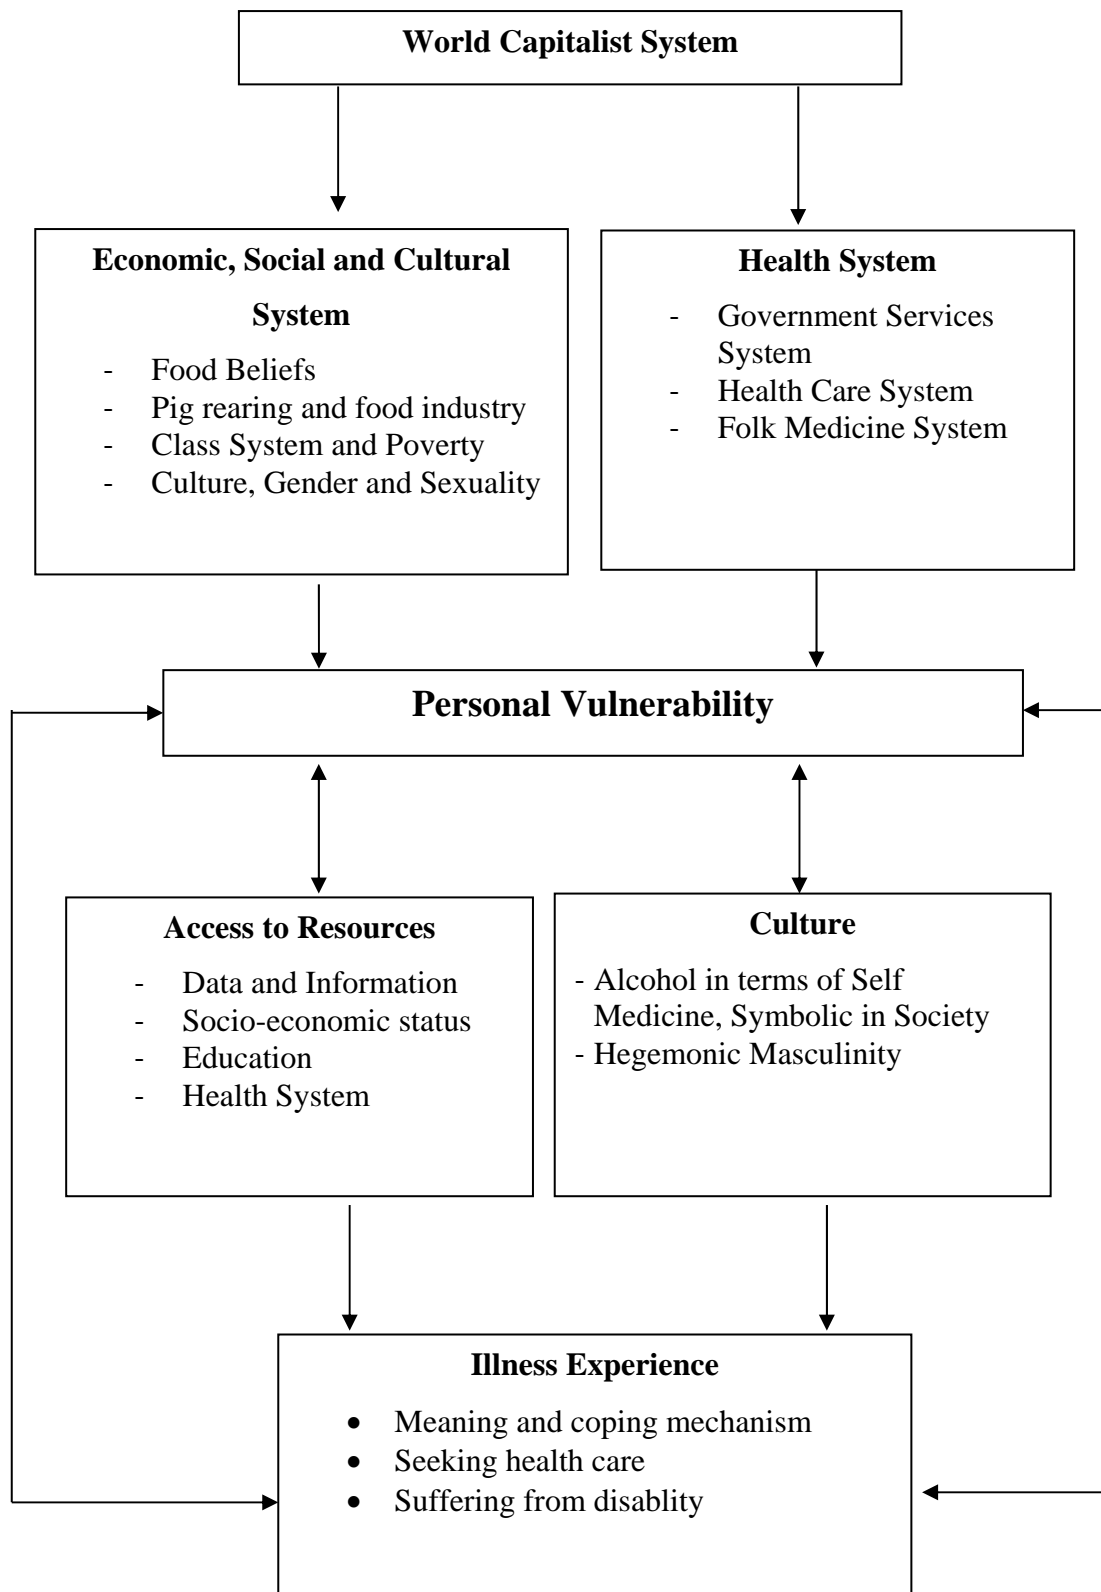 World Capitalist System
Economic, Social and Cultural
System
- Food Beliefs
- Pig rearing and food industry
- Class System and Poverty
- Culture, Gender and Sexuality
Health System
- Government Services
System
- Health Care System
- Folk Medicine System
Personal Vulnerability
Access to Resources
- Data and Information
- Socio-economic status
- Education
- Health System
Culture
- Alcohol in terms of Self
Medicine, Symbolic in Society
- Hegemonic Masculinity
Illness Experience
• Meaning and coping mechanism
• Seeking health care
• Suffering from disablity